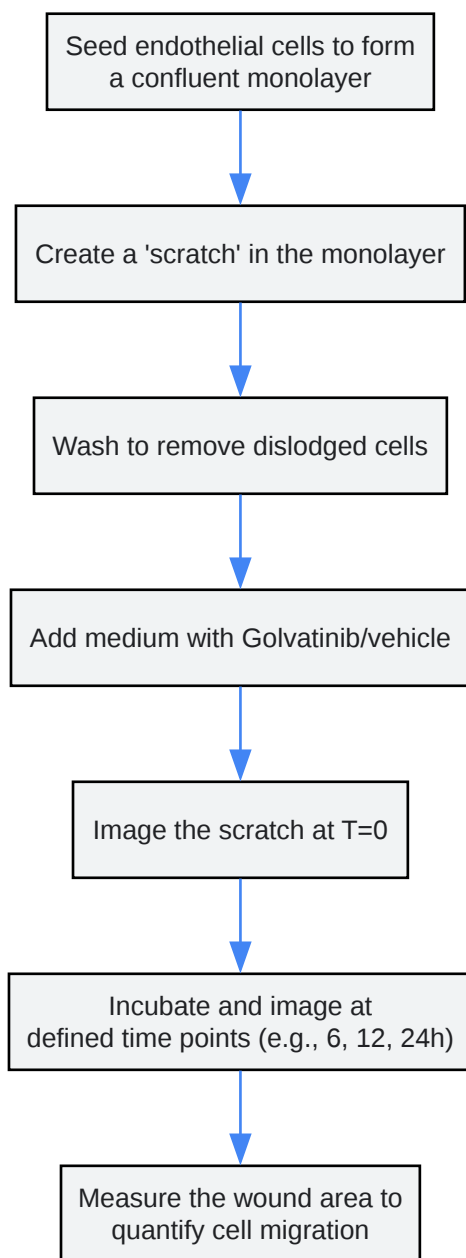 Seed endothelial cells to form
a confluent monolayer
Create a 'scratch' in the monolayer
Wash to remove dislodged cells
Add medium with Golvatinib/vehicle
Image the scratch at T=0
Incubate and image at
defined time points (e.g., 6, 12, 24h)
Measure the wound area to
quantify cell migration